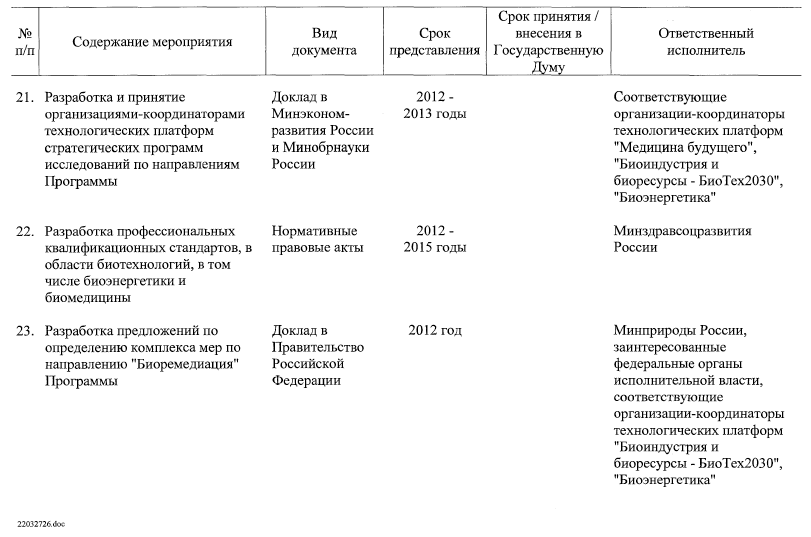 №
п/п
Содержание мероприятия
Вид
документа
Срок
представления
Срок принятия /
внесения в
Государственную
Думу
Ответственный
исполнитель
21.
Разработка и принятие
организациями-координаторами
технологических платформ
стратегических программ
исследований по направлениям
Программы
Доклад в
Минэконом-
развития России
и Минобрнауки
России
2012 -
2013 годы
Соответствующие
организации-координаторы
технологических платформ
"Медицина будущего",
"Биоиндустрия и
биоресурсы - БиоТех2030",
"Биоэнергетика"
22.
Разработка профессиональных
квалификационных стандартов, в
области биотехнологий, в том
числе биоэнергетики и
биомедицины
Нормативные
правовые акты
2012 -
2015 годы
Минздравсоцразвития
России
23.
Разработка предложений по
определению комплекса мер по
направлению "Биоремедиация"
Программы
Доклад в
Правительство
Российской
Федерации
2012 год
Минприроды России,
заинтересованные
федеральные органы
исполнительной власти,
соответствующие
организации-координаторы
технологических платформ
"Биоиндустрия и
биоресурсы - БиоТех2030",
"Биоэнергетика"
22032726.doc